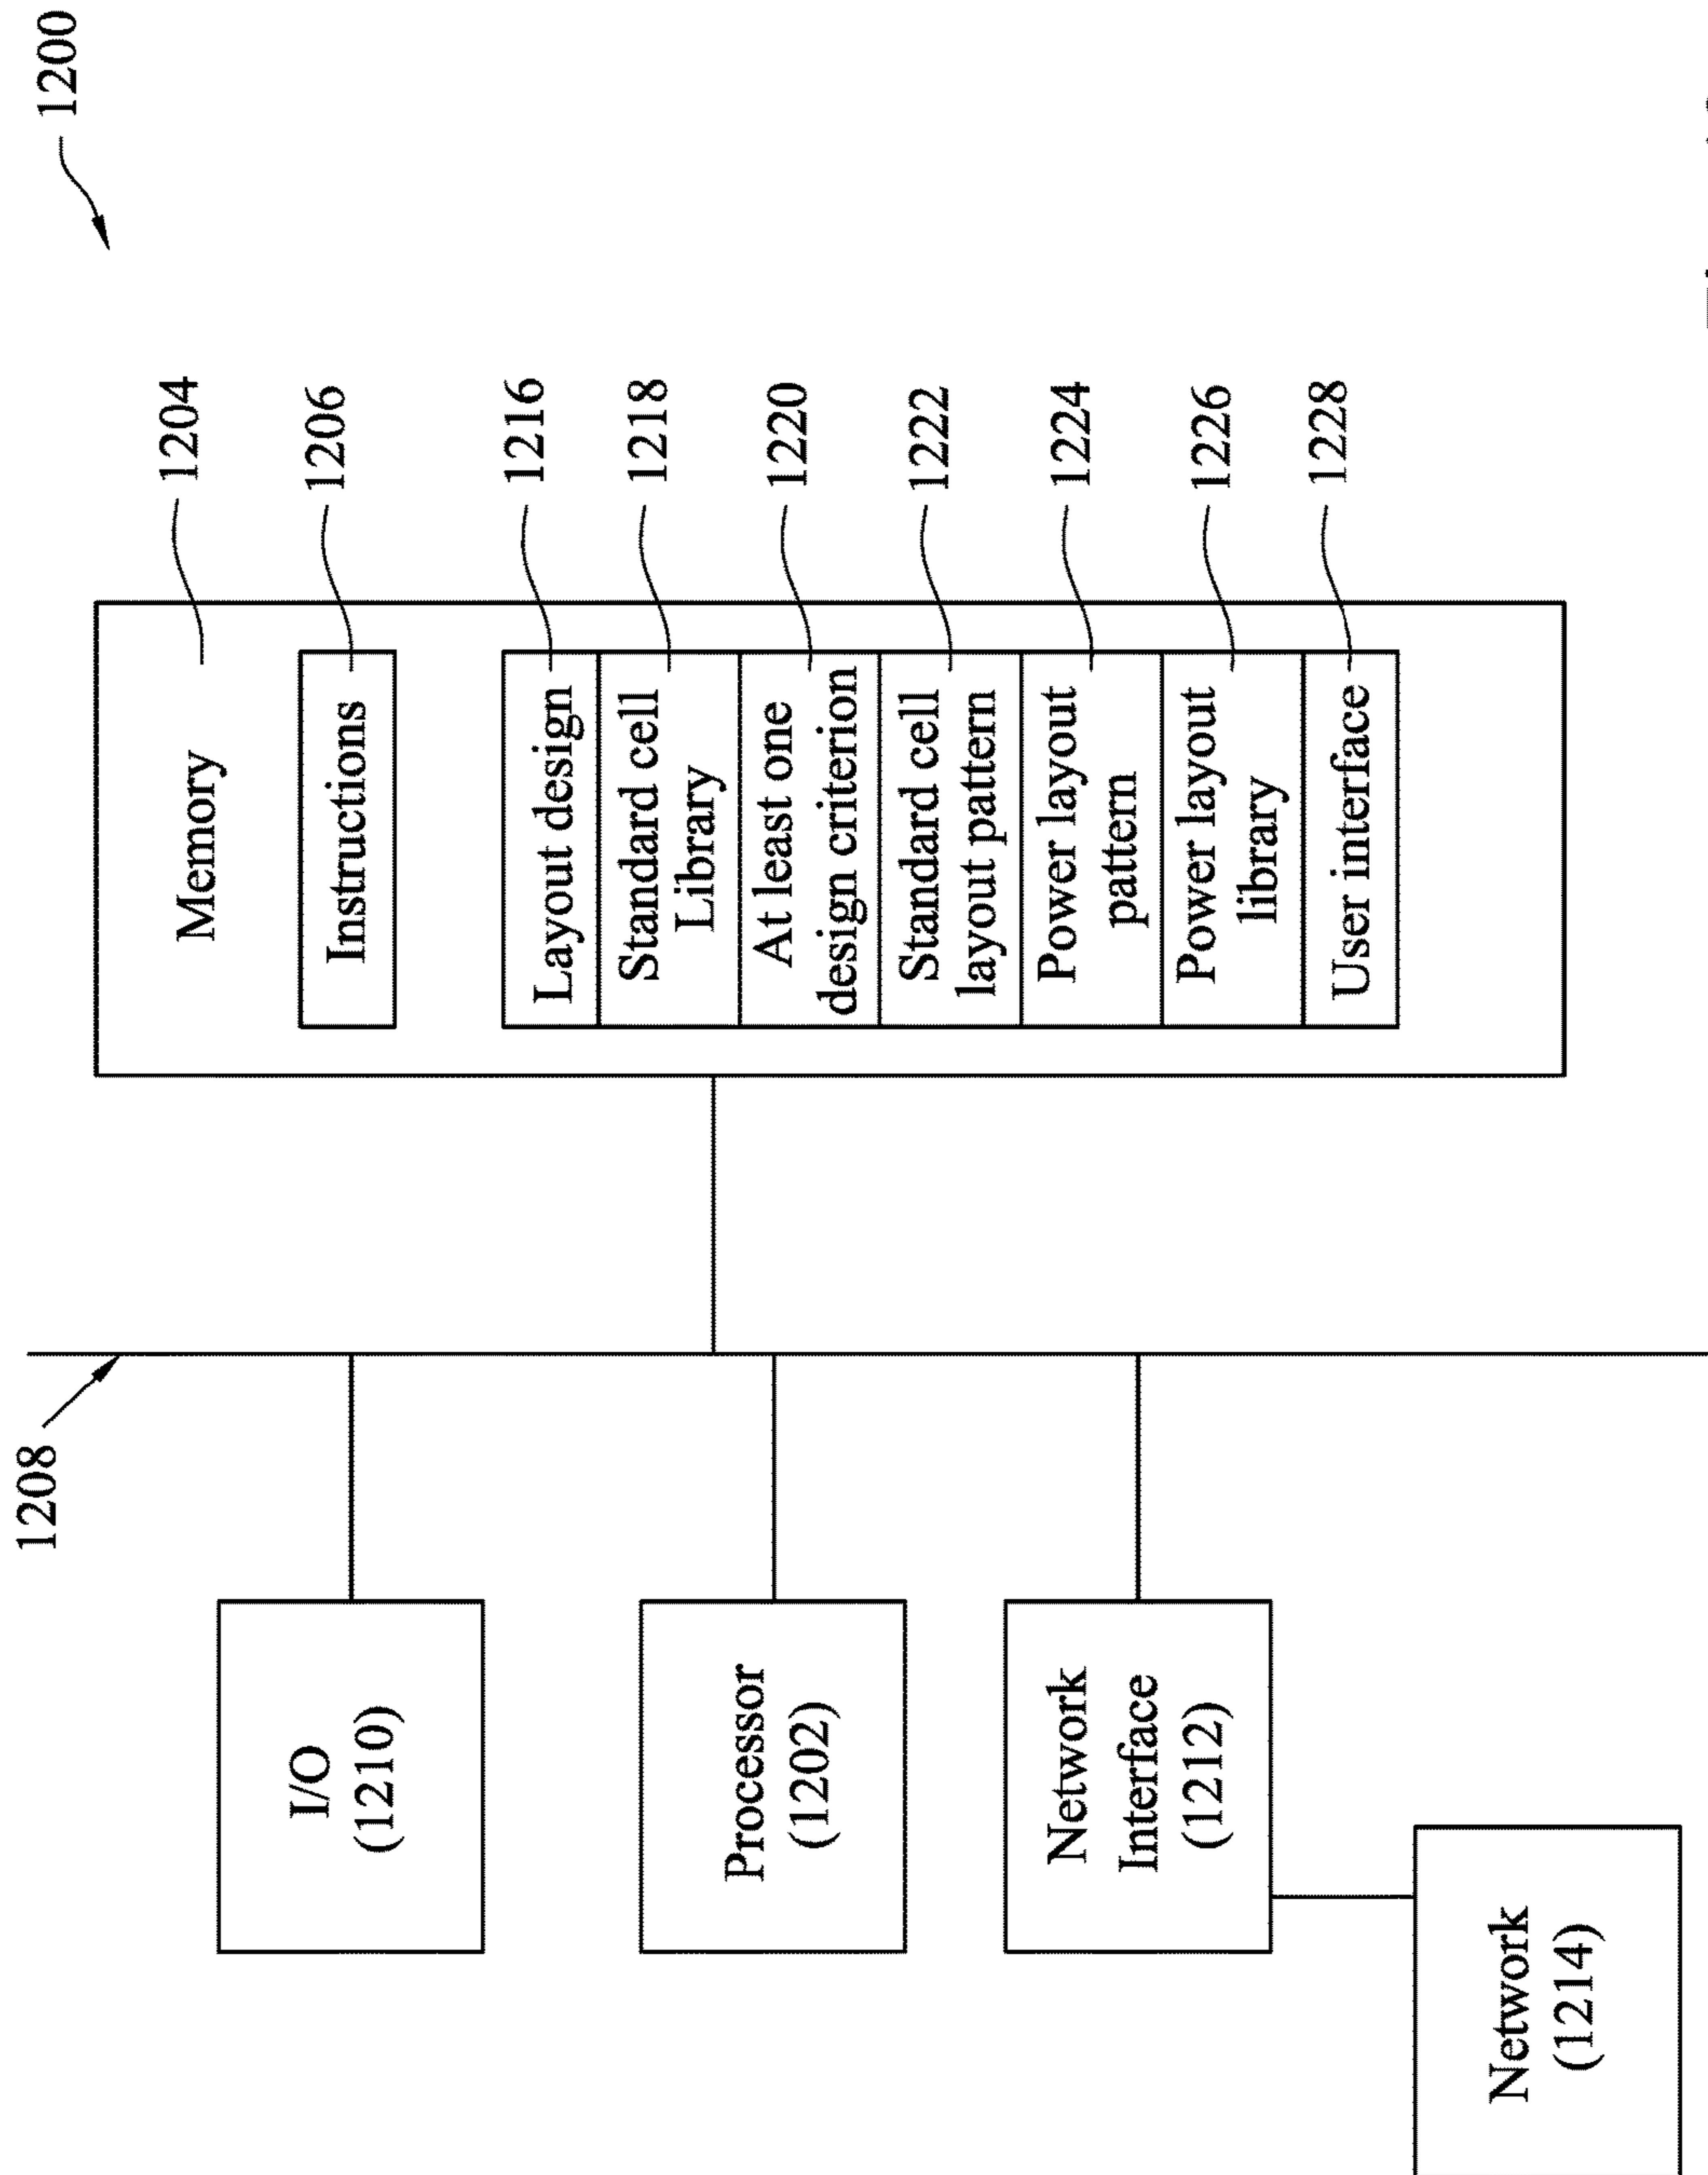 1200
1208
I/O
(1210)
Processor
(1202)
Network
Interface
(1212)
Network
(1214)
Memory
1204
Instructions
1206
Layout design
1216
Standard cell
Library
1218
At least one
design criterion
1220
Standard cell
layout pattern
1222
Power layout
pattern
1224
Power layout
library
1226
User interface
1228